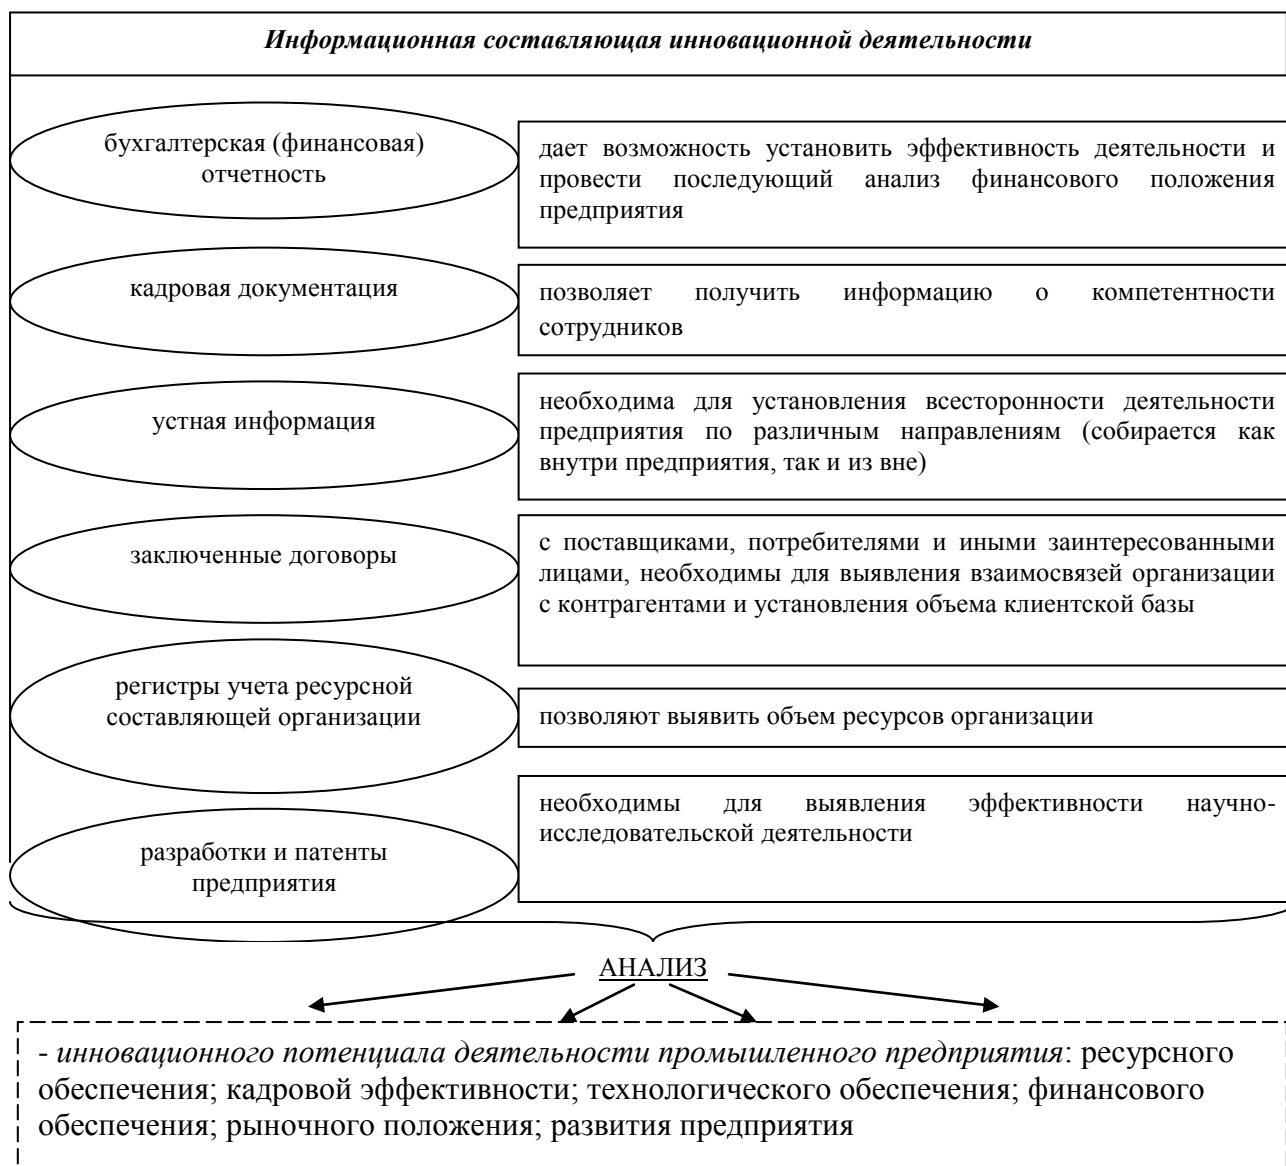 Информационная составляющая инновационной деятельности
бухгалтерская (финансовая)
отчетность
дает возможность установить эффективность деятельности и
провести последующий анализ финансового положения
предприятия
кадровая документация
позволяет получить информацию о компетентности
сотрудников
устная информация
необходима для установления всесторонности деятельности
предприятия по различным направлениям (собирается как
внутри предприятия, так и из вне)
заключенные договоры
с поставщиками, потребителями и иными заинтересованными
лицами, необходимы для выявления взаимосвязей организации
с контрагентами и установления объема клиентской базы
регистры учета ресурсной
составляющей организации
позволяют выявить объем ресурсов организации
разработки и патенты
предприятия
необходимы для выявления эффективности научно-
исследовательской деятельности
АНАЛИЗ
- инновационного потенциала деятельности промышленного предприятия: ресурсного
обеспечения; кадровой эффективности; технологического обеспечения; финансового
обеспечения; рыночного положения; развития предприятия